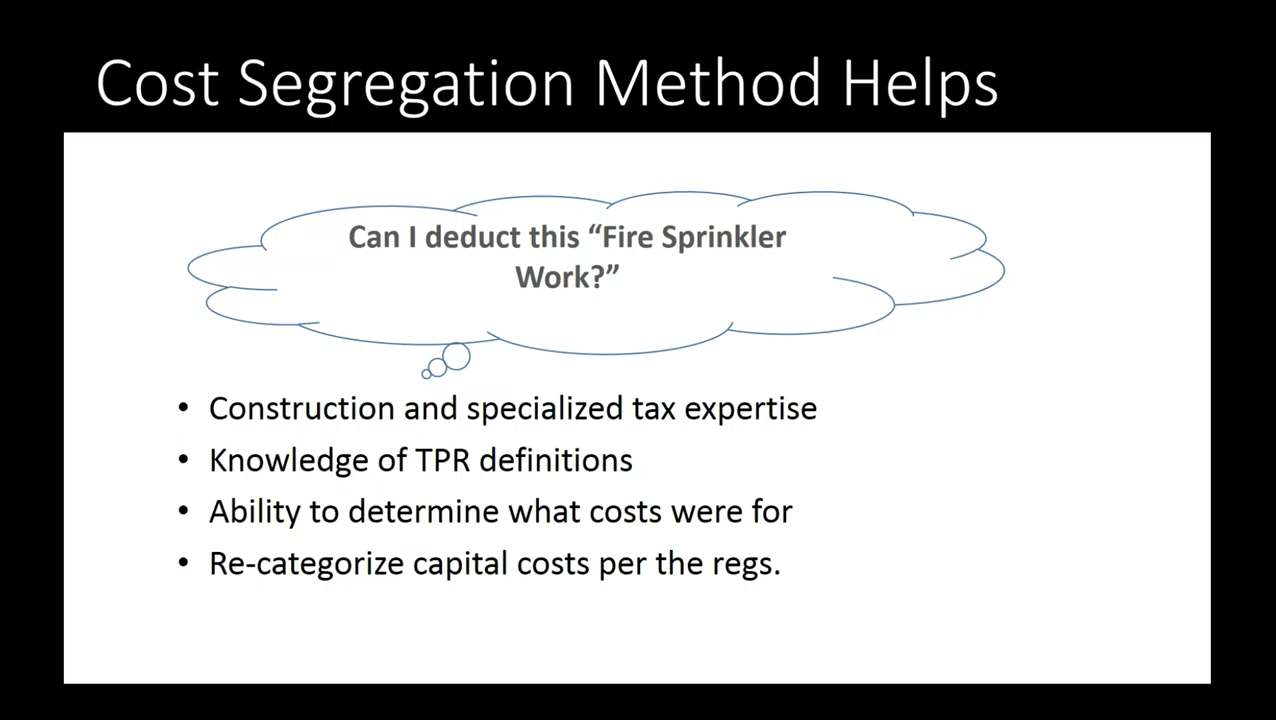 Cost Segregation Method Helps
Can I deduct this “Fire Sprinkler
Work?”
• Construction and specialized tax expertise
• Knowledge of TPR definitions
• Ability to determine what costs were for
• Re-categorize capital costs per the regs.